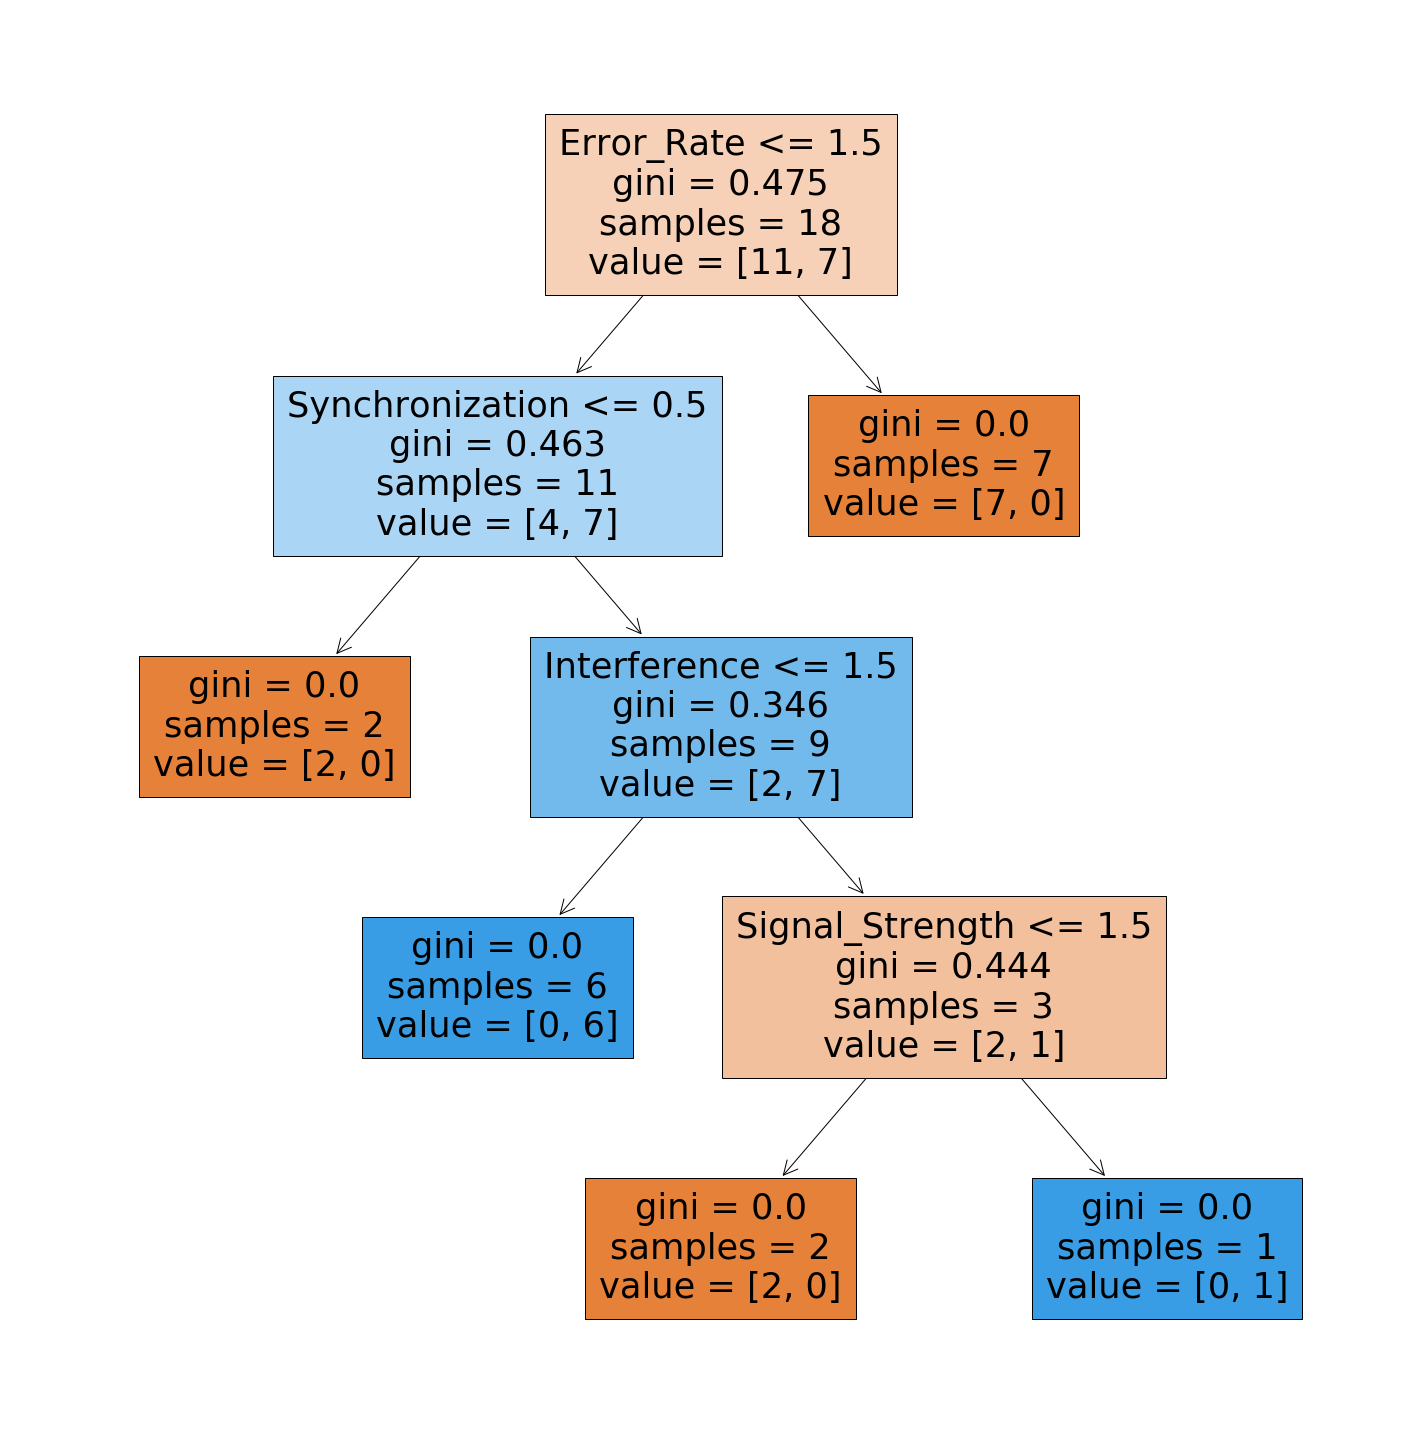 Error_Rate <= 1.5
gini = 0.475
samples = 18
value = [11, 7]
Synchronization <= 0.5
gini = 0.463
samples = 11
value = [4, 7]
gini = 0.0
samples = 7
value = [7, 0]
gini = 0.0
samples = 2
value = [2, 0]
Interference <= 1.5
gini = 0.346
samples = 9
value = [2, 7]
gini = 0.0
samples = 6
value = [0, 6]
Signal_Strength <= 1.5
gini = 0.444
samples = 3
value = [2, 1]
gini = 0.0
samples = 2
value = [2, 0]
gini = 0.0
samples = 1
value = [0, 1]